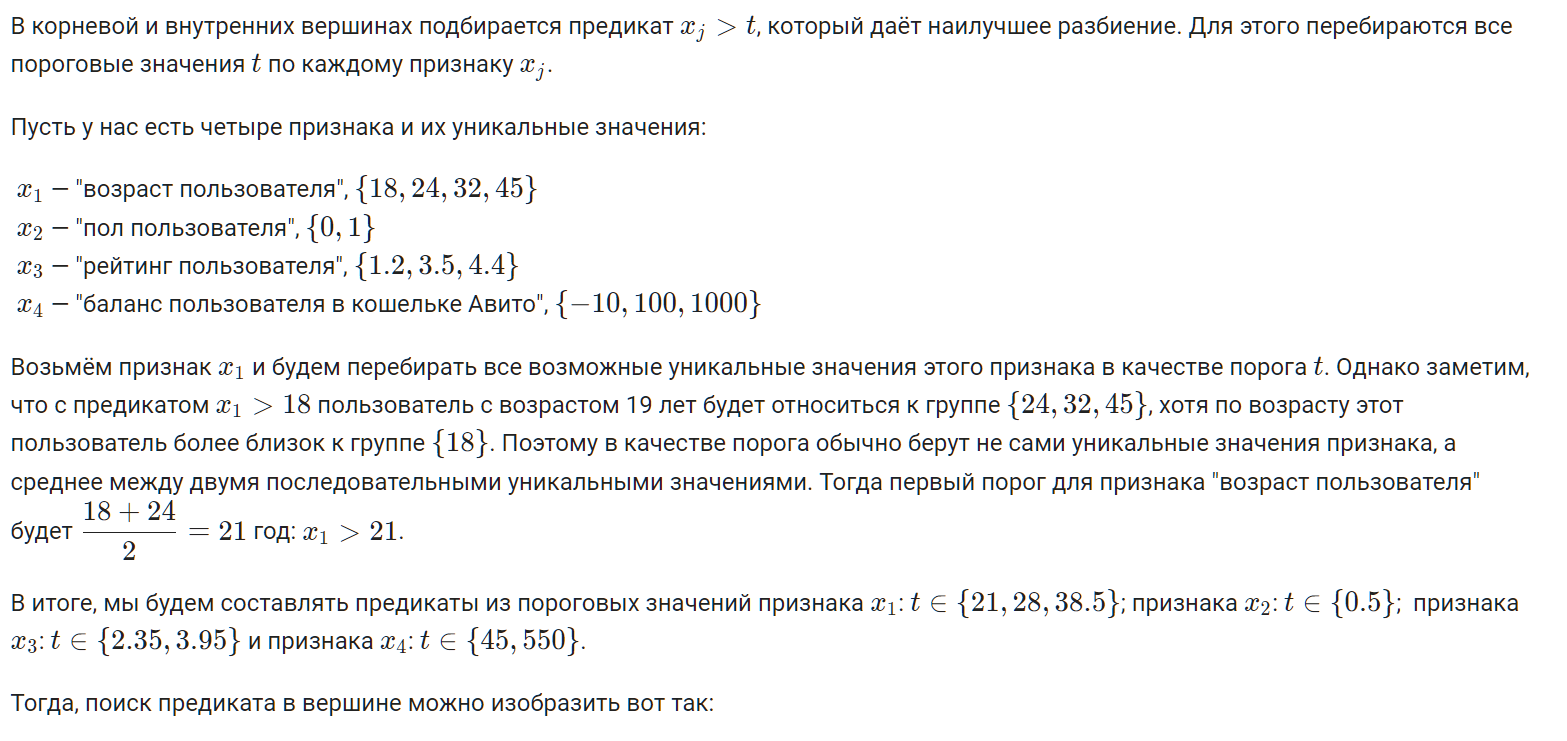 В корневой и внутренних вершинах подбирается предикат x_j > t, который даёт наилучшее разбиение. Для этого перебираются все
пороговые значения t по каждому признаку x_j.
Пусть у нас есть четыре признака и их уникальные значения:
x_1 — "возраст пользователя", {18, 24, 32, 45}
x_2 — "пол пользователя", {0, 1}
x_3 — "рейтинг пользователя", {1.2, 3.5, 4.4}
x_4 — "баланс пользователя в кошельке Авито", {−10, 100, 1000}
Возьмём признак x_1 и будем перебирать все возможные уникальные значения этого признака в качестве порога t. Однако заметим,
что с предикатом x_1 > 18 пользователь с возрастом 19 лет будет относиться к группе {24, 32, 45}, хотя по возрасту этот
пользователь более близок к группе {18}. Поэтому в качестве порога обычно берут не сами уникальные значения признака, а
среднее между двумя последовательными уникальными значениями. Тогда первый порог для признака "возраст пользователя"
будет \frac{18 + 24}{2} = 21 год: x_1 > 21.
В итоге, мы будем составлять предикаты из пороговых значений признака x_1: t ∈ {21, 28, 38.5}; признака x_2: t ∈ {0.5}; признака
x_3: t ∈ {2.35, 3.95} и признака x_4: t ∈ {45, 550}.
Тогда, поиск предиката в вершине можно изобразить вот так: